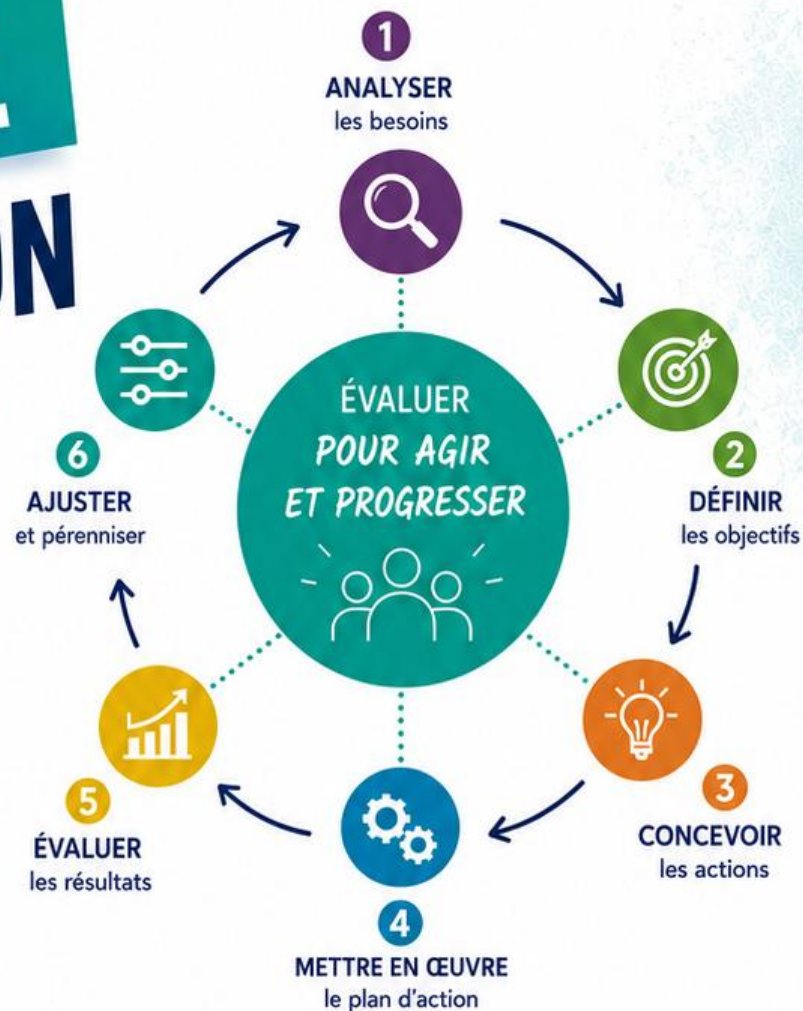 1
ANALYSER
les besoins
2
DÉFINIR
les objectifs
3
CONCEVOIR
les actions
4
METTRE EN ŒUVRE
le plan d'action
5
ÉVALUER
les résultats
6
AJUSTER
et pérenniser
ÉVALUER
POUR AGIR
ET PROGRESSER